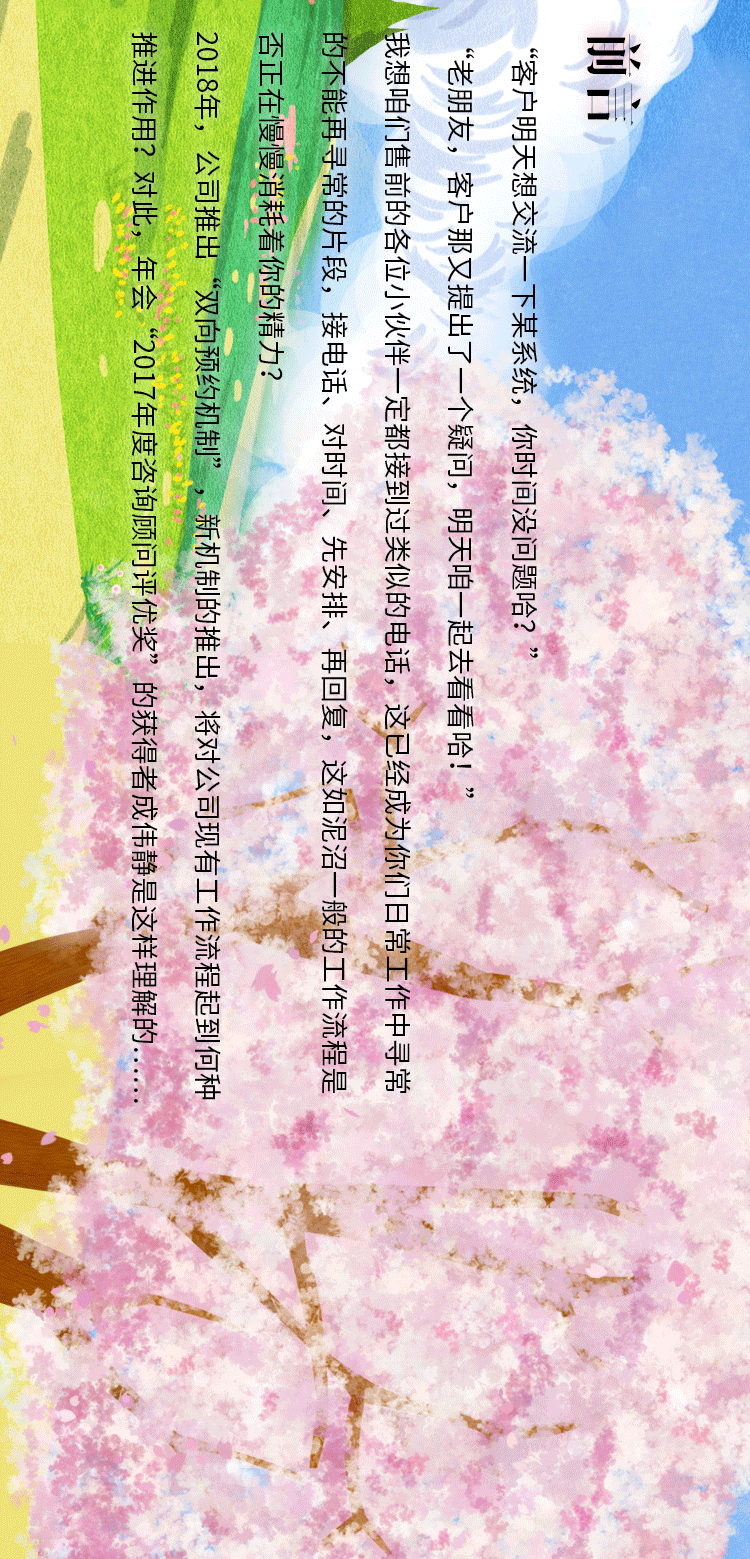 前言
“客户明天想交流一下某系统，你时间没问题哈？”
“老朋友，客户那又提出了一个疑问，明天咱一起去看看哈！”
我想咱们售前的各位小伙伴一定都接到过类似的电话，这已经成为你们日常工作中寻常
的不能再寻常的片段，接电话、对时间、先安排、再回复，这如泥沼一般的工作流程是
否正在慢慢消耗着你的精力？
2018年，公司推出“双向预约机制”，新机制的推出，将对公司现有工作流程起到何种
推进作用？对此，年会“2017年度咨询顾问评优奖”的获得者成伟静是这样理解的……